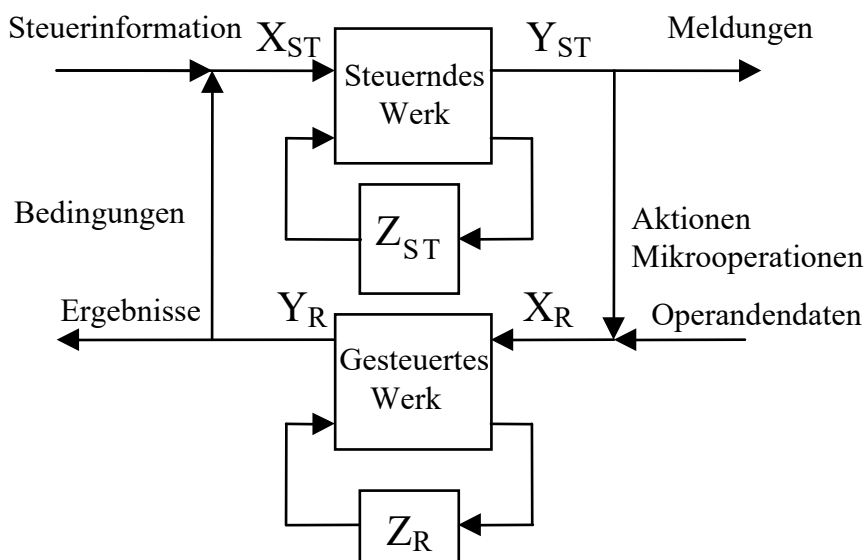 Steuerinformation
X_ST
Y_ST
Meldungen
Steuerndes
Werk
Z_ST
Bedingungen
Aktionen
Mikrooperationen
Ergebnisse
Y_R
X_R
Operandendaten
Gesteuertes
Werk
Z_R